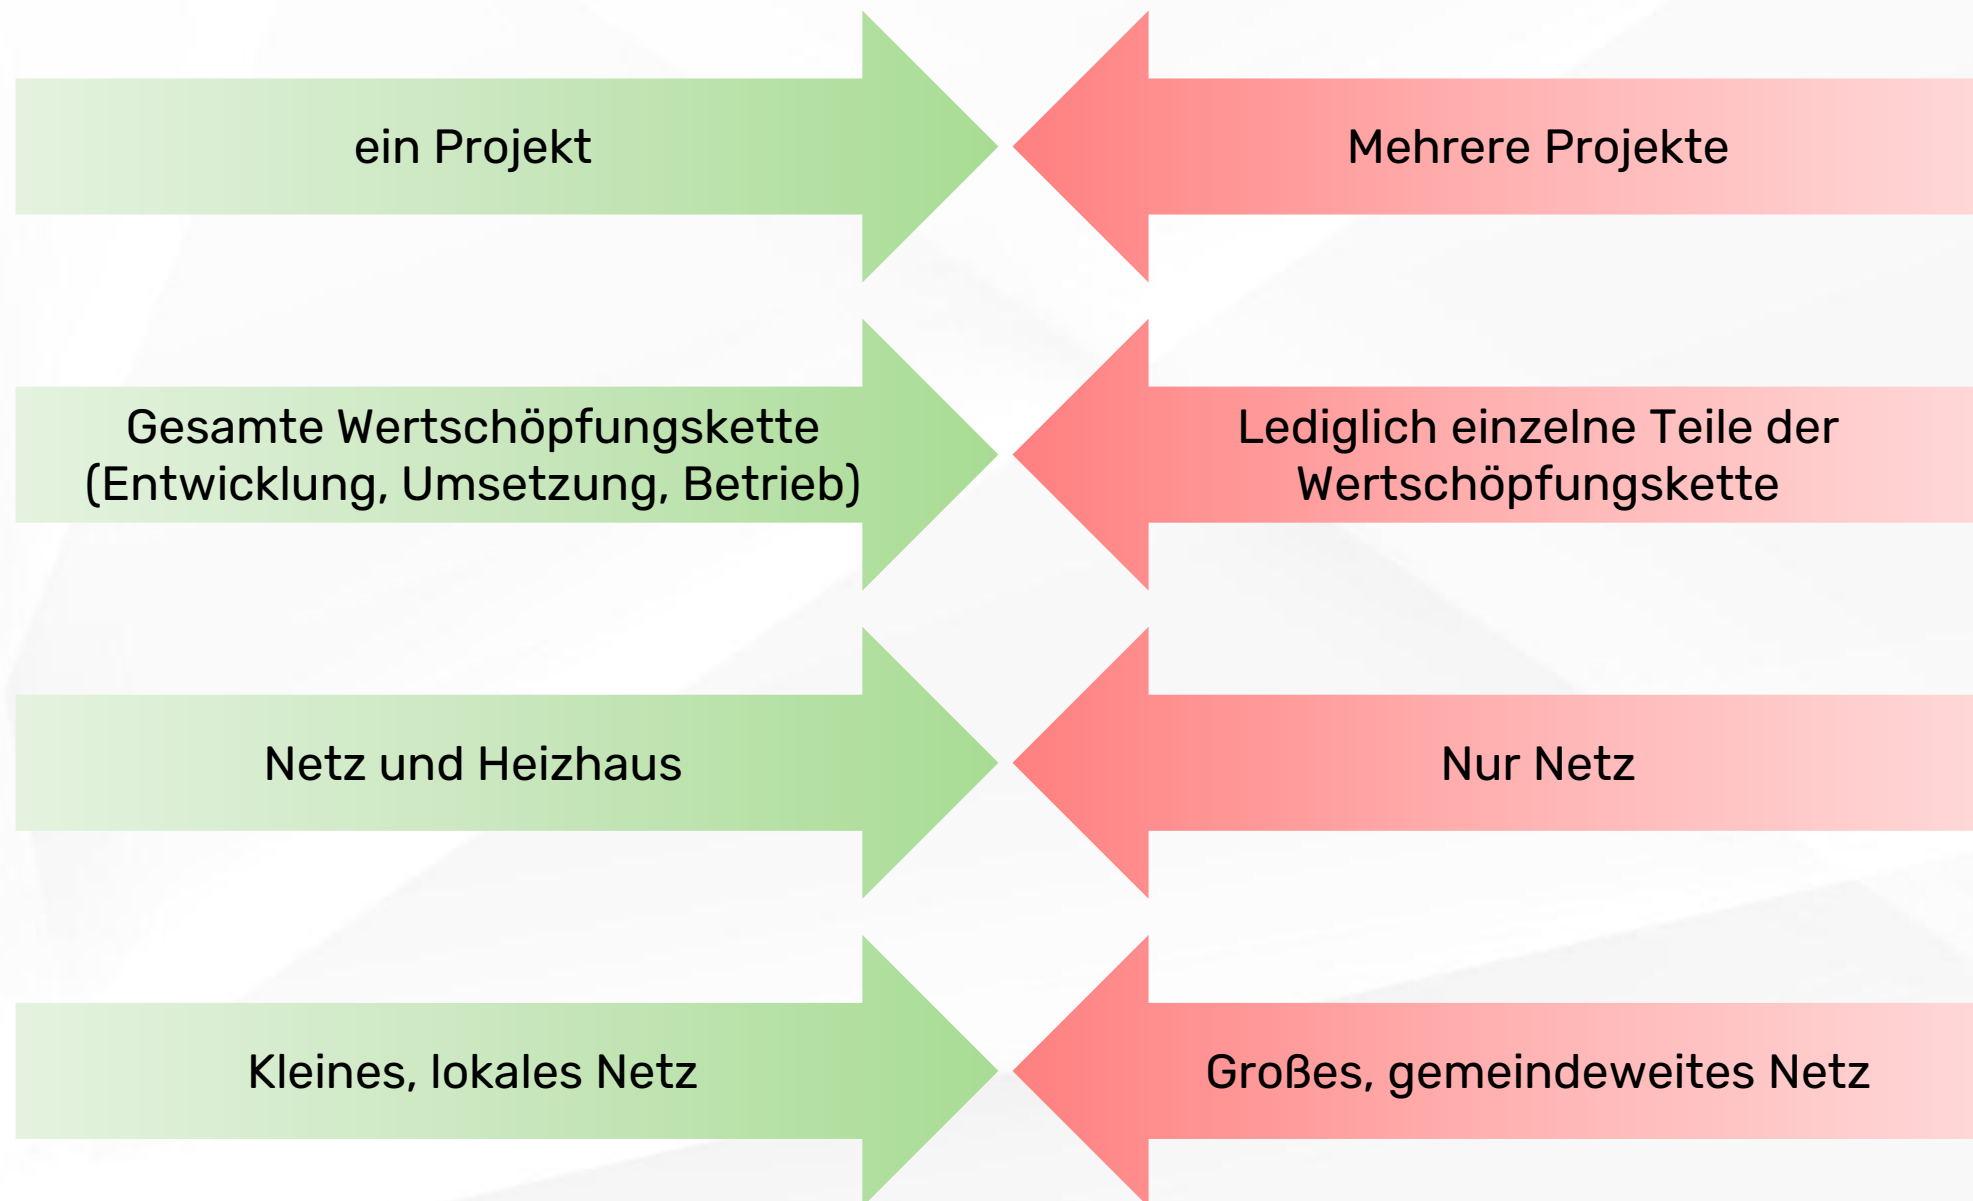 ein Projekt
Mehrere Projekte
Gesamte Wertschöpfungskette
(Entwicklung, Umsetzung, Betrieb)
Lediglich einzelne Teile der
Wertschöpfungskette
Netz und Heizhaus
Nur Netz
Kleines, lokales Netz
Großes, gemeindeweites Netz